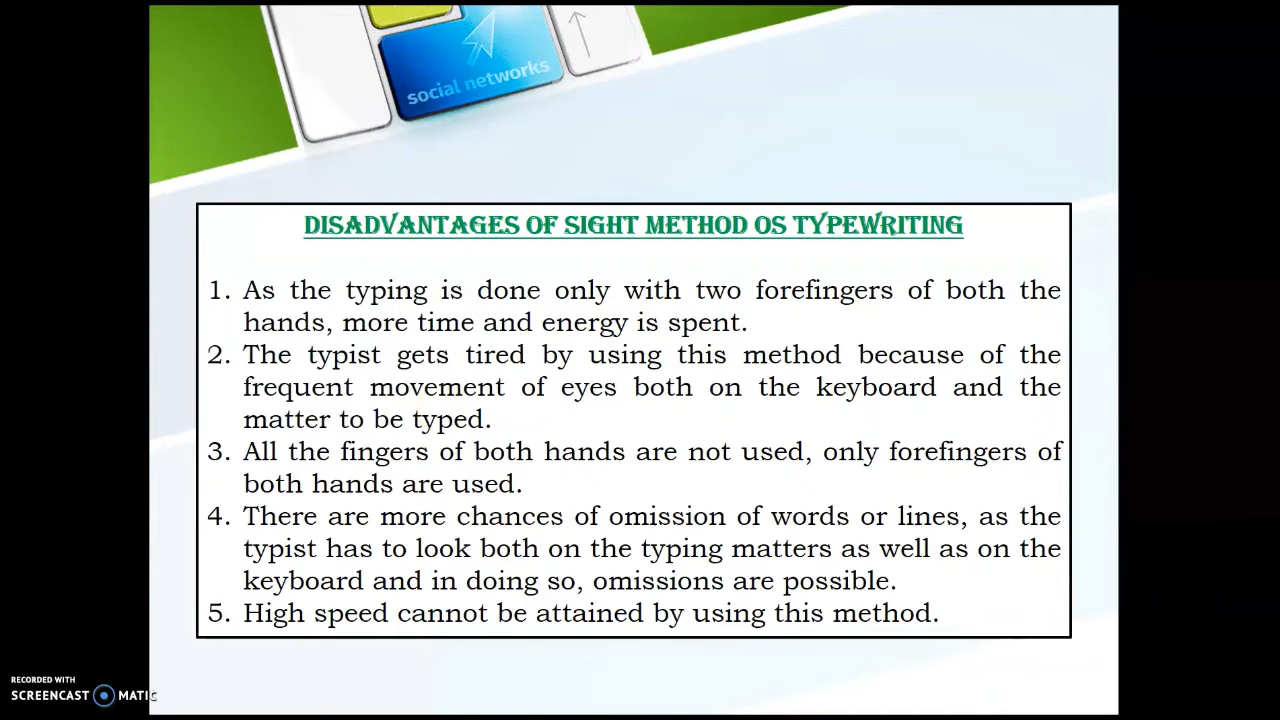 social networks
DISADVANTAGES OF SIGHT METHOD OS TYPEWRITING
1. As the typing is done only with two forefingers of both the
hands, more time and energy is spent.
2. The typist gets tired by using this method because of the
frequent movement of eyes both on the keyboard and the
matter to be typed.
3. All the fingers of both hands are not used, only forefingers of
both hands are used.
4. There are more chances of omission of words or lines, as the
typist has to look both on the typing matters as well as on the
keyboard and in doing so, omissions are possible.
5. High speed cannot be attained by using this method.
RECORDED WITH
SCREENCAST MATIC